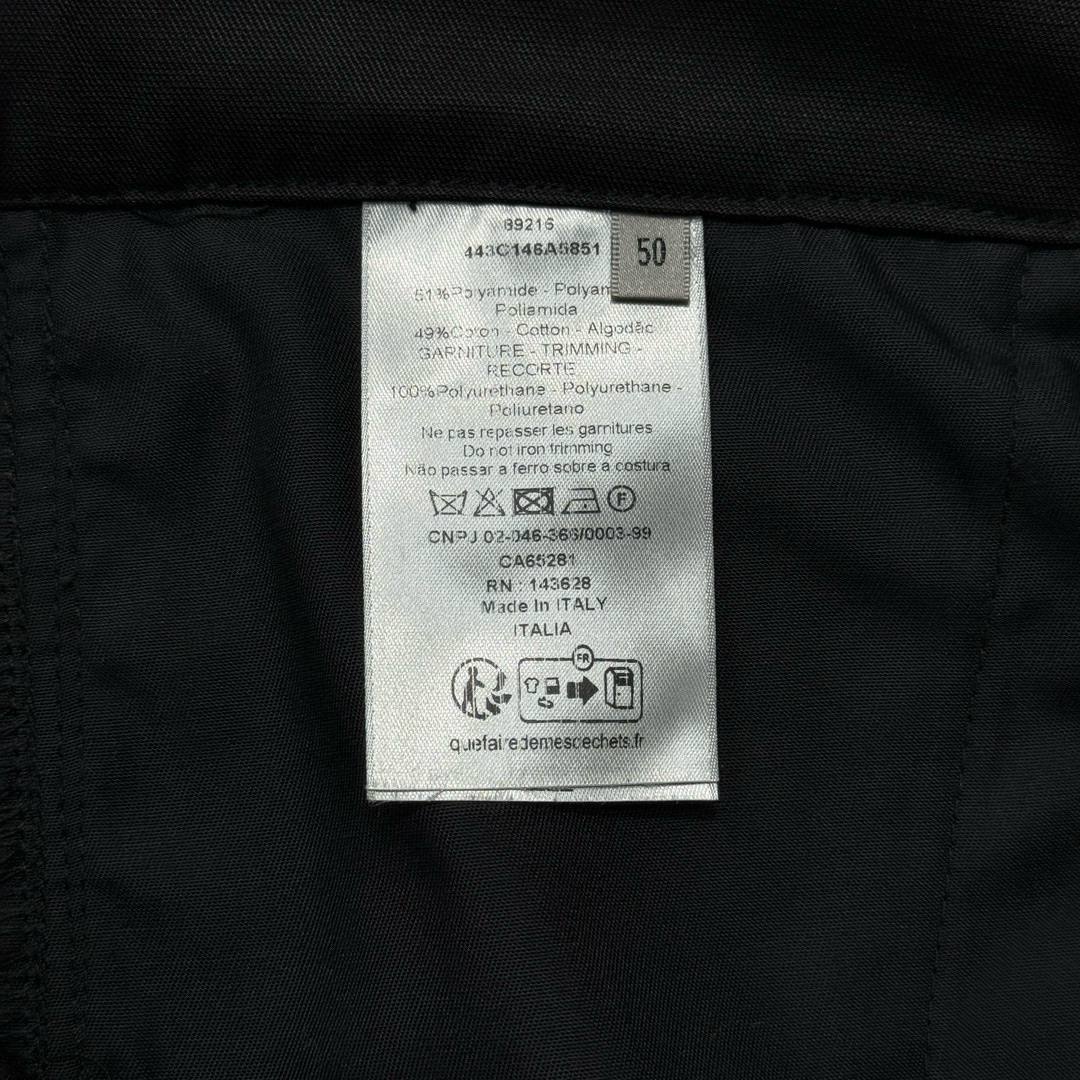 89216
443C146A5851
50
51%Polyamide - Polyam
Poliamida
49%Coton - Cotton - Algodão
GARNITURE - TRIMMING -
RECORTE
100%Polyurethane - Polyurethane -
Poliuretano
Ne pas repasser les garnitures
Do not iron trimming
Não passar a ferro sobre a costura
F
CNPJ 02-046-366/0003-99
CA65281
RN : 143628
Made In ITALY
ITALIA
FR
quefairedemesdechets.fr